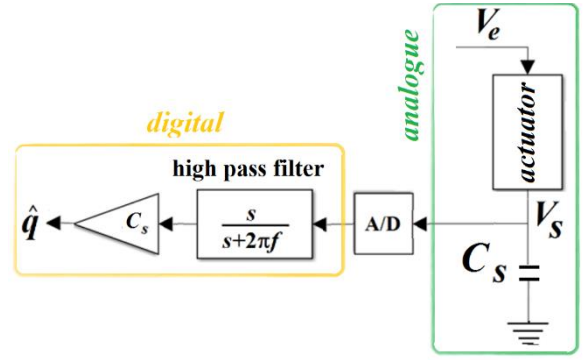 V_e
analogue
actuator
digital
high pass filter
q̂
C_s
s
s+2πf
A/D
V_s
C_s